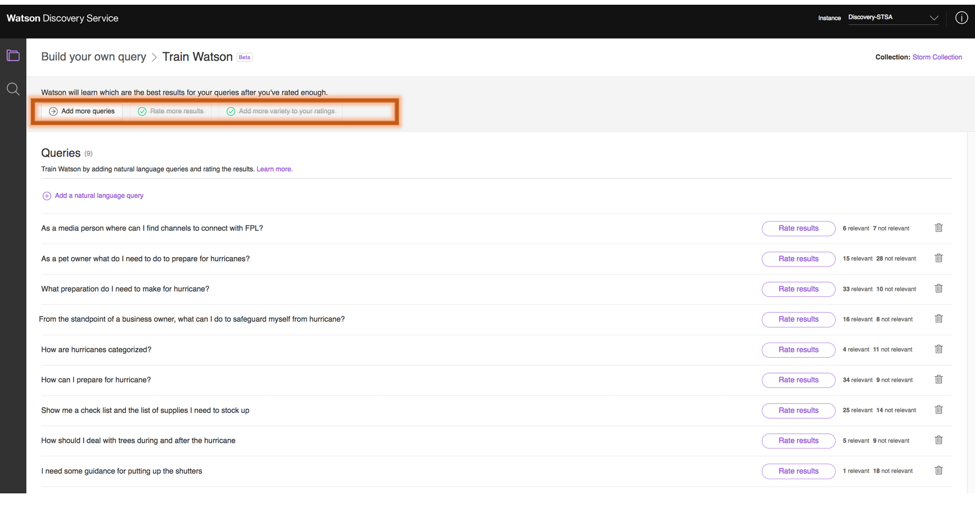 Watson Discovery Service Instance Discovery-STSA
Build your own query > Train Watson Beta Collection: Storm Collection
Watson will learn which are the best results for your queries after you've rated enough.
Add more queries Rate more results Add more variety to your ratings
Queries (9)
Train Watson by adding natural language queries and rating the results. Learn more.
Add a natural language query
As a media person where can I find channels to connect with FPL? Rate results 6 relevant 7 not relevant
As a pet owner what do I need to do to prepare for hurricanes? Rate results 15 relevant 28 not relevant
What preparation do I need to make for hurricane? Rate results 33 relevant 10 not relevant
From the standpoint of a business owner, what can I do to safeguard myself from hurricane? Rate results 16 relevant 8 not relevant
How are hurricanes categorized? Rate results 4 relevant 11 not relevant
How can I prepare for hurricane? Rate results 34 relevant 9 not relevant
Show me a check list and the list of supplies I need to stock up Rate results 25 relevant 14 not relevant
How should I deal with trees during and after the hurricane Rate results 5 relevant 9 not relevant
I need some guidance for putting up the shutters Rate results 1 relevant 18 not relevant